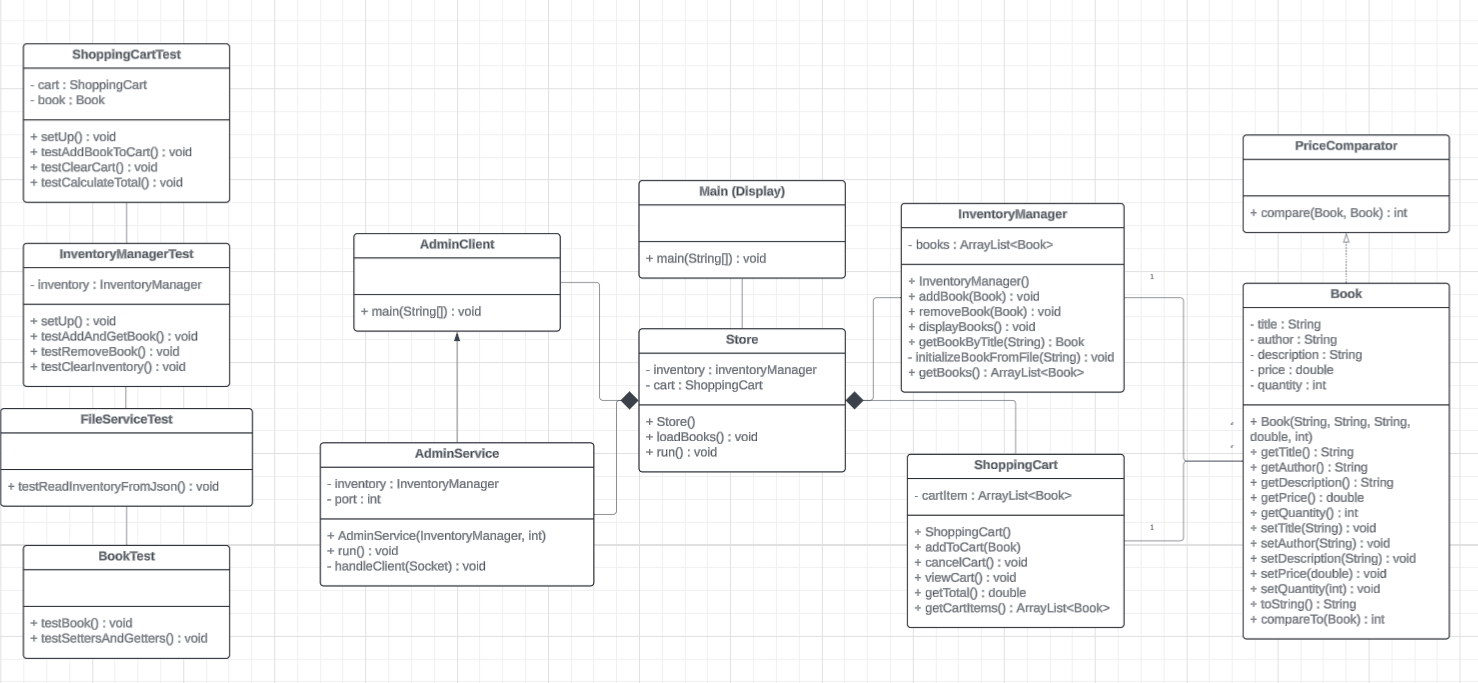 ShoppingCartTest
- cart : ShoppingCart
- book : Book
+ setUp() : void
+ testAddBookToCart() : void
+ testClearCart() : void
+ testCalculateTotal() : void
InventoryManagerTest
- inventory : InventoryManager
+ setUp() : void
+ testAddAndGetBook() : void
+ testRemoveBook() : void
+ testClearInventory() : void
FileServiceTest
+ testReadInventoryFromJson() : void
BookTest
+ testBook() : void
+ testSettersAndGetters() : void
AdminClient
+ main(String[]) : void
AdminService
- inventory : InventoryManager
- port : int
+ AdminService(InventoryManager, int)
+ run() : void
- handleClient(Socket) : void
Main (Display)
+ main(String[]) : void
Store
- inventory : inventoryManager
- cart : ShoppingCart
+ Store()
+ loadBooks() : void
+ run() : void
InventoryManager
- books : ArrayList<Book>
+ InventoryManager()
+ addBook(Book) : void
+ removeBook(Book) : void
+ displayBooks() : void
+ getBookByTitle(String) : Book
- initializeBookFromFile(String) : void
+ getBooks() : ArrayList<Book>
1
ShoppingCart
- cartItem : ArrayList<Book>
+ ShoppingCart()
+ addToCart(Book)
+ cancelCart() : void
+ viewCart() : void
+ getTotal() : double
+ getCartItems() : ArrayList<Book>
1
PriceComparator
+ compare(Book, Book) : int
Book
- title : String
- author : String
- description : String
- price : double
- quantity : int
+ Book(String, String, String,
double, int)
+ getTitle() : String
+ getAuthor() : String
+ getDescription() : String
+ getPrice() : double
+ getQuantity() : int
+ setTitle(String) : void
+ setAuthor(String) : void
+ setDescription(String) : void
+ setPrice(double) : void
+ setQuantity(int) : void
+ toString() : String
+ compareTo(Book) : int